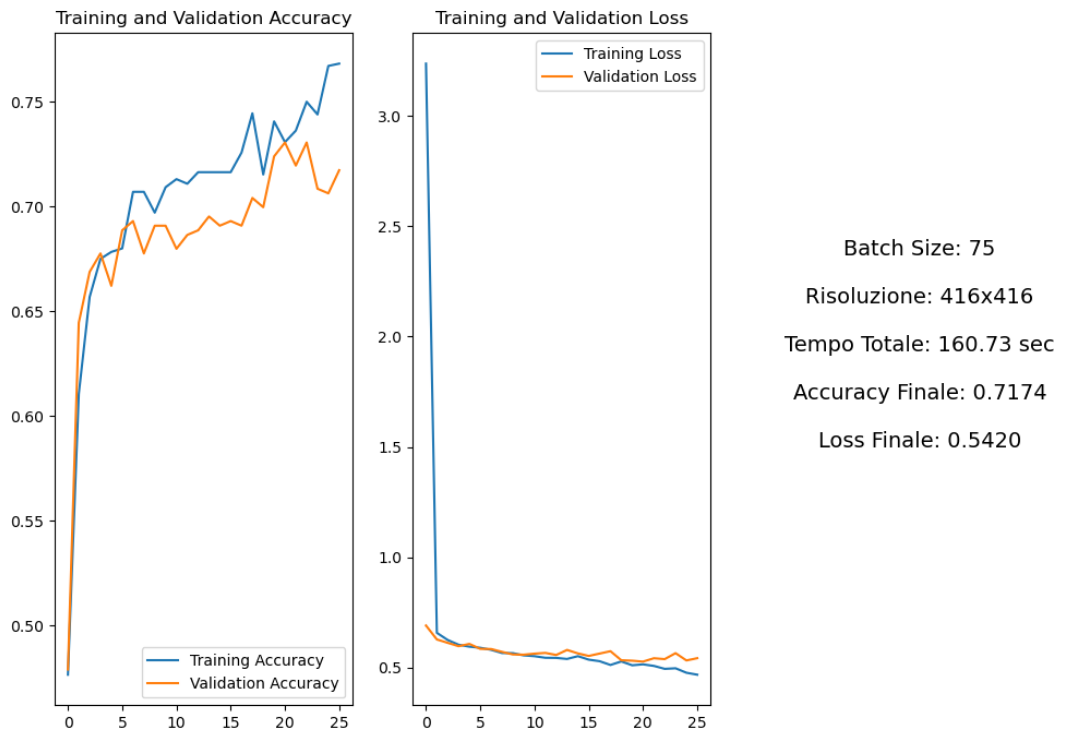 Training and Validation Accuracy
0.75
0.70
0.65
0.60
0.55
0.50
Training Accuracy
Validation Accuracy
0 5 10 15 20 25
Training and Validation Loss
Training Loss
Validation Loss
3.0
2.5
2.0
1.5
1.0
0.5
0 5 10 15 20 25
Batch Size: 75
Risoluzione: 416x416
Tempo Totale: 160.73 sec
Accuracy Finale: 0.7174
Loss Finale: 0.5420